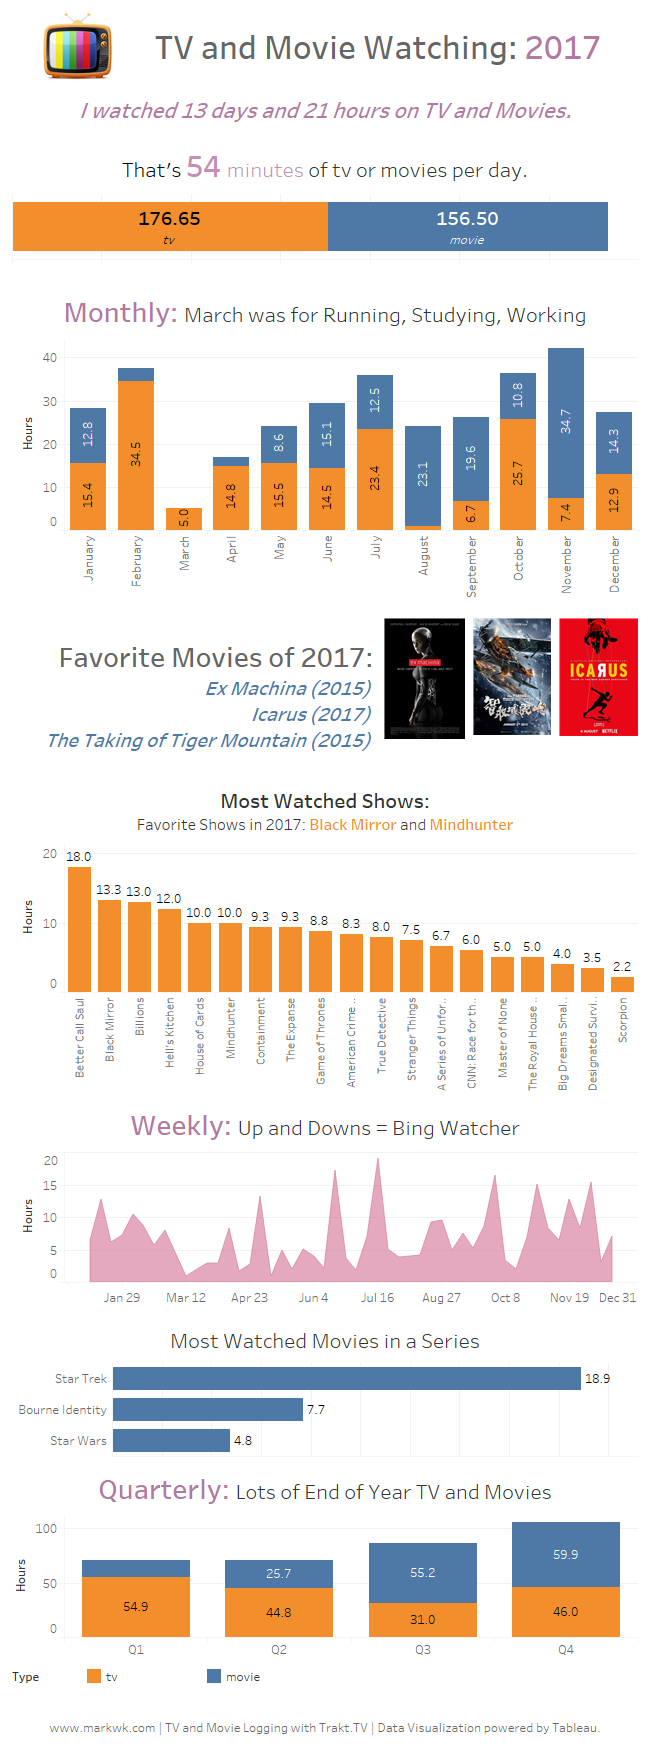 TV and Movie Watching: 2017
I watched 13 days and 21 hours on TV and Movies.
That's 54 minutes of tv or movies per day.
176.65 156.50
tv movie
Monthly: March was for Running, Studying, Working
Hours
40
30
20
10
0
12.8
15.4
34.5
5.0
14.8
8.6
15.5
15.1
14.5
12.5
23.4
23.1
19.6
6.7
10.8
25.7
34.7
7.4
14.3
12.9
January
February
March
April
May
June
July
August
September
October
November
December
Favorite Movies of 2017:
Ex Machina (2015)
Icarus (2017)
The Taking of Tiger Mountain (2015)
ex machina
ICAЯUS
4 AUGUST NETFLIX
Most Watched Shows:
Favorite Shows in 2017: Black Mirror and Mindhunter
Hours
20
10
0
18.0
13.3
13.0
12.0
10.0
10.0
9.3
9.3
8.8
8.3
8.0
7.5
6.7
6.0
5.0
5.0
4.0
3.5
2.2
Better Call Saul
Black Mirror
Billions
Hell's Kitchen
House of Cards
Mindhunter
Containment
The Expanse
Game of Thrones
American Crime ..
True Detective
Stranger Things
A Series of Unfor..
CNN: Race for th..
Master of None
The Royal House ..
Big Dreams Smal..
Designated Survi..
Scorpion
Weekly: Up and Downs = Bing Watcher
Hours
20
15
10
5
0
Jan 29 Mar 12 Apr 23 Jun 4 Jul 16 Aug 27 Oct 8 Nov 19 Dec 31
Most Watched Movies in a Series
Star Trek 18.9
Bourne Identity 7.7
Star Wars 4.8
Quarterly: Lots of End of Year TV and Movies
Hours
100
50
0
54.9
25.7
44.8
55.2
31.0
59.9
46.0
Q1 Q2 Q3 Q4
Type tv movie
www.markwk.com | TV and Movie Logging with Trakt.TV | Data Visualization powered by Tableau.